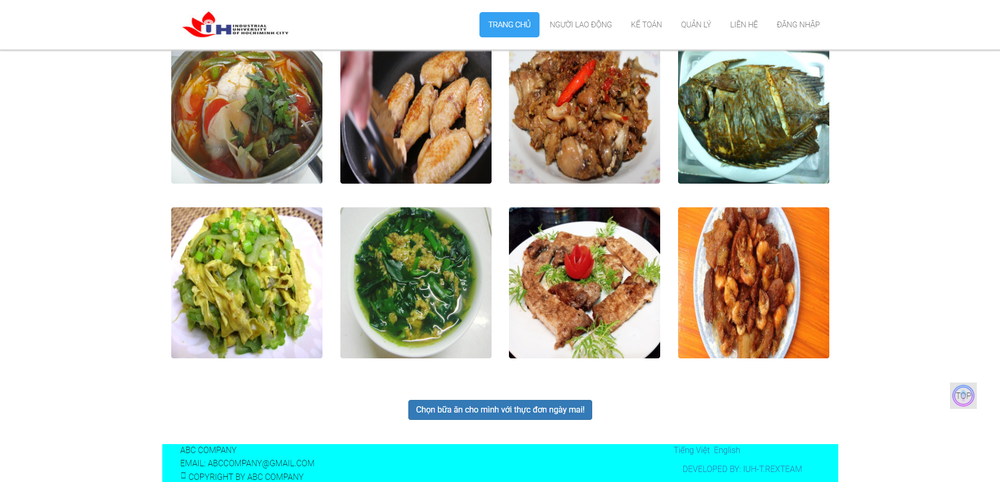 IUH INDUSTRIAL
UNIVERSITY
OF HOCHIMINH CITY
TRANG CHỦ
NGƯỜI LAO ĐỘNG
KẾ TOÁN
QUẢN LÝ
LIÊN HỆ
ĐĂNG NHẬP
TOP
Chọn bữa ăn cho mình với thực đơn ngày mai!
ABC COMPANY
EMAIL: ABCCOMPANY@GMAIL.COM
COPYRIGHT BY ABC COMPANY
Tiếng Việt English
DEVELOPED BY: IUH-T.REXTEAM